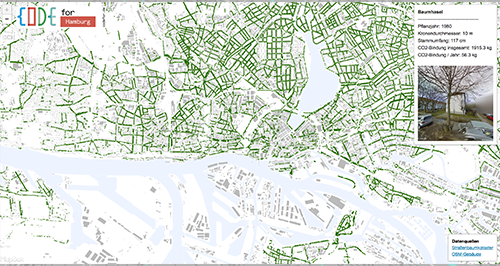 CODE for
Hamburg
Baumhasel
Pflanzjahr: 1980
Kronendurchmesser: 10 m
Stammumfang: 117 cm
CO2-Bindung insgesamt: 1915.3 kg
CO2-Bindung / Jahr: 56.3 kg
Datenquellen
Straßenbaumkataster
OSM-Gebäude